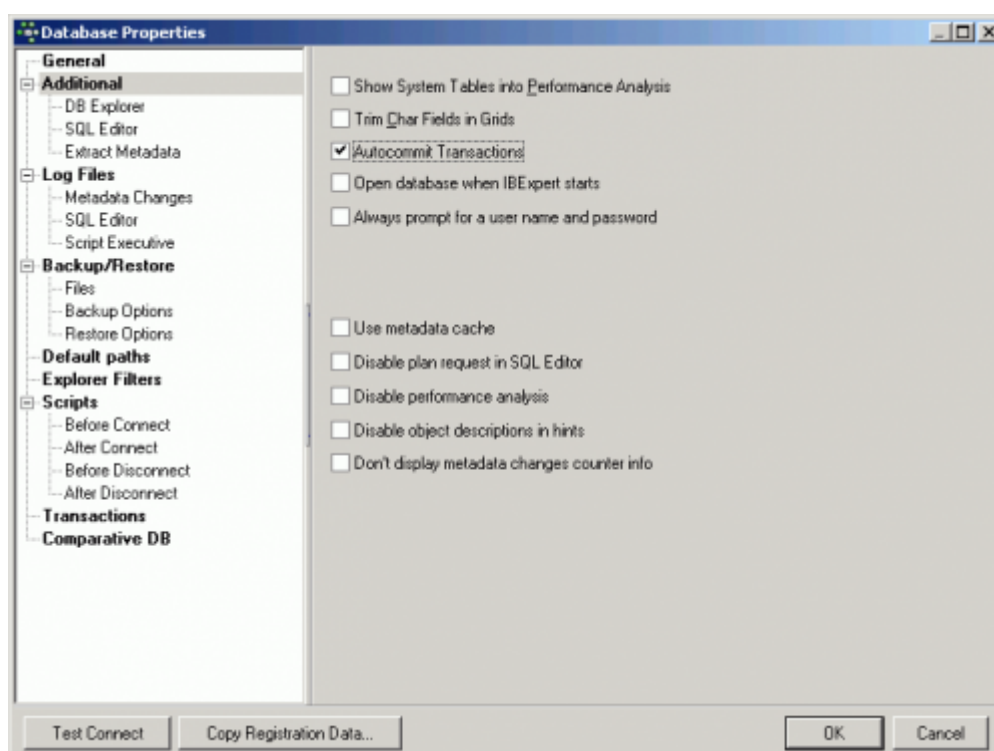 Database Properties
General
Additional
DB Explorer
SQL Editor
Extract Metadata
Log Files
Metadata Changes
SQL Editor
Script Executive
Backup/Restore
Files
Backup Options
Restore Options
Default paths
Explorer Filters
Scripts
Before Connect
After Connect
Before Disconnect
After Disconnect
Transactions
Comparative DB
Show System Tables into Performance Analysis
Trim Char Fields in Grids
Autocommit Transactions
Open database when IBExpert starts
Always prompt for a user name and password
Use metadata cache
Disable plan request in SQL Editor
Disable performance analysis
Disable object descriptions in hints
Don't display metadata changes counter info
Test Connect
Copy Registration Data...
OK
Cancel